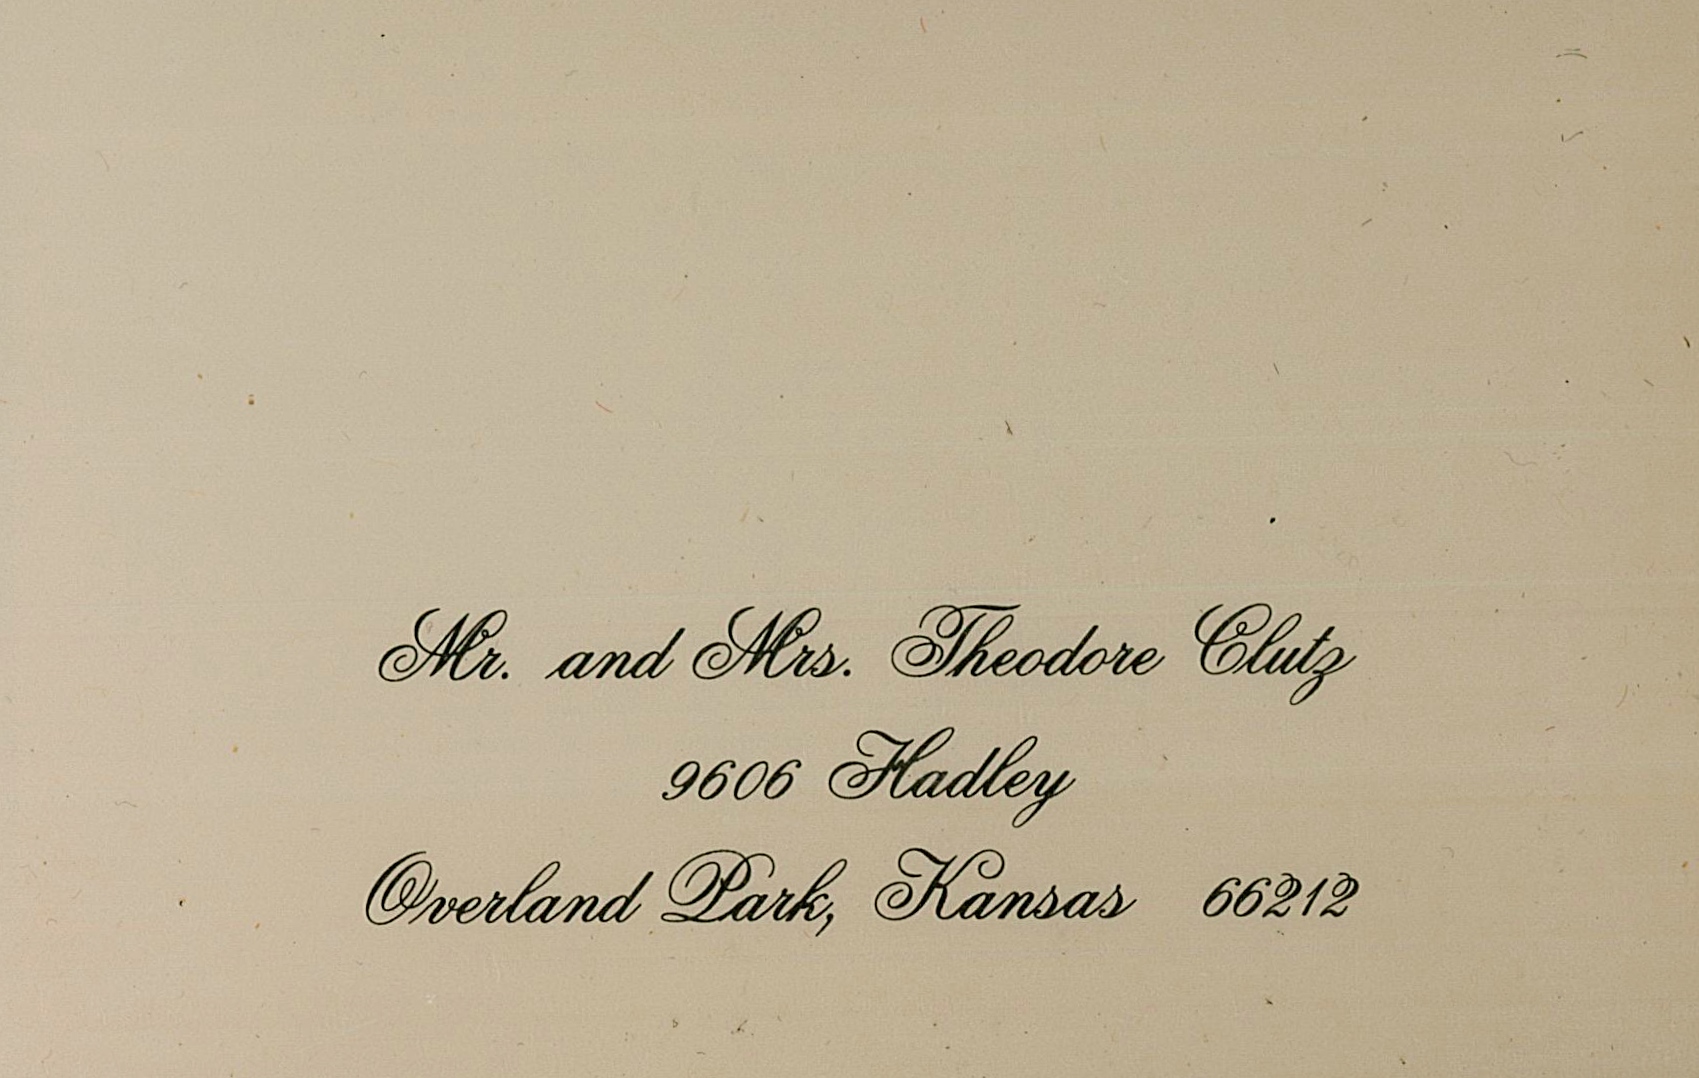 Mr. and Mrs. Theodore Clutz
9606 Hadley
Overland Park, Kansas 66212